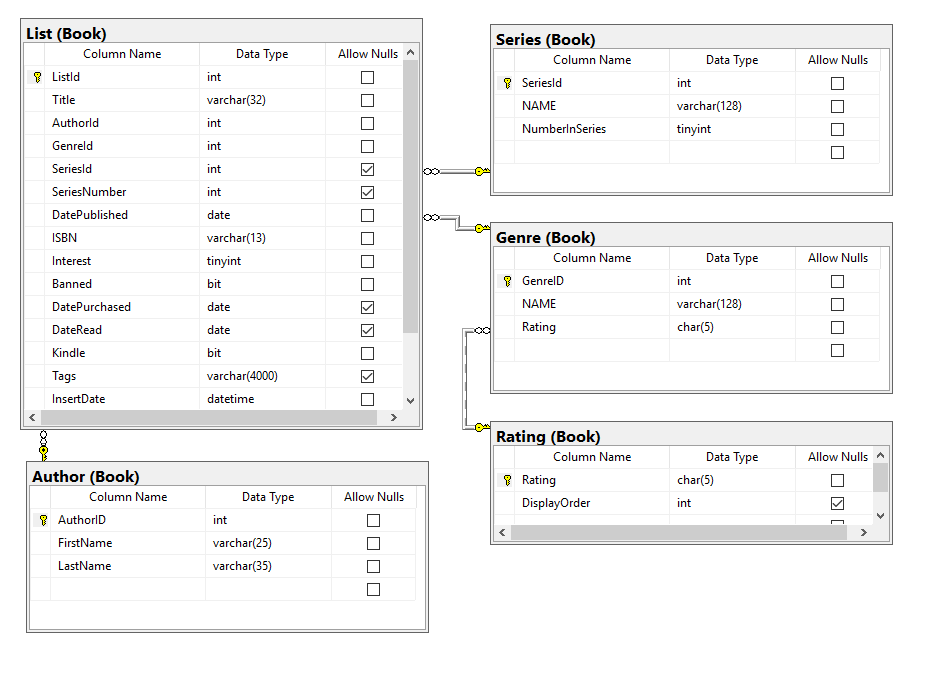 List (Book)
Column Name Data Type Allow Nulls
ListId int
Title varchar(32)
AuthorId int
GenreId int
SeriesId int
SeriesNumber int
DatePublished date
ISBN varchar(13)
Interest tinyint
Banned bit
DatePurchased date
DateRead date
Kindle bit
Tags varchar(4000)
InsertDate datetime
Series (Book)
Column Name Data Type Allow Nulls
SeriesId int
NAME varchar(128)
NumberInSeries tinyint
Genre (Book)
Column Name Data Type Allow Nulls
GenreID int
NAME varchar(128)
Rating char(5)
Rating (Book)
Column Name Data Type Allow Nulls
Rating char(5)
DisplayOrder int
Author (Book)
Column Name Data Type Allow Nulls
AuthorID int
FirstName varchar(25)
LastName varchar(35)